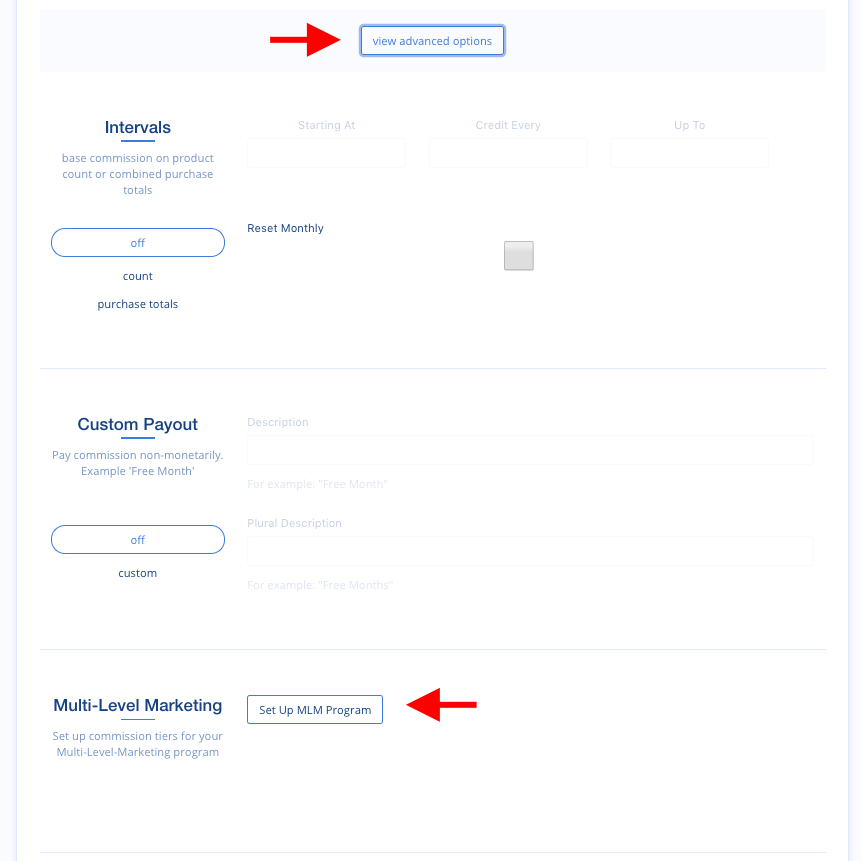 view advanced options
Intervals
base commission on product
count or combined purchase
totals
off
count
purchase totals
Starting At
Credit Every
Up To
Reset Monthly
Custom Payout
Pay commission non-monetarily.
Example 'Free Month'
off
custom
Description
For example: "Free Month"
Plural Description
For example: "Free Months"
Multi-Level Marketing
Set up commission tiers for your
Multi-Level-Marketing program
Set Up MLM Program